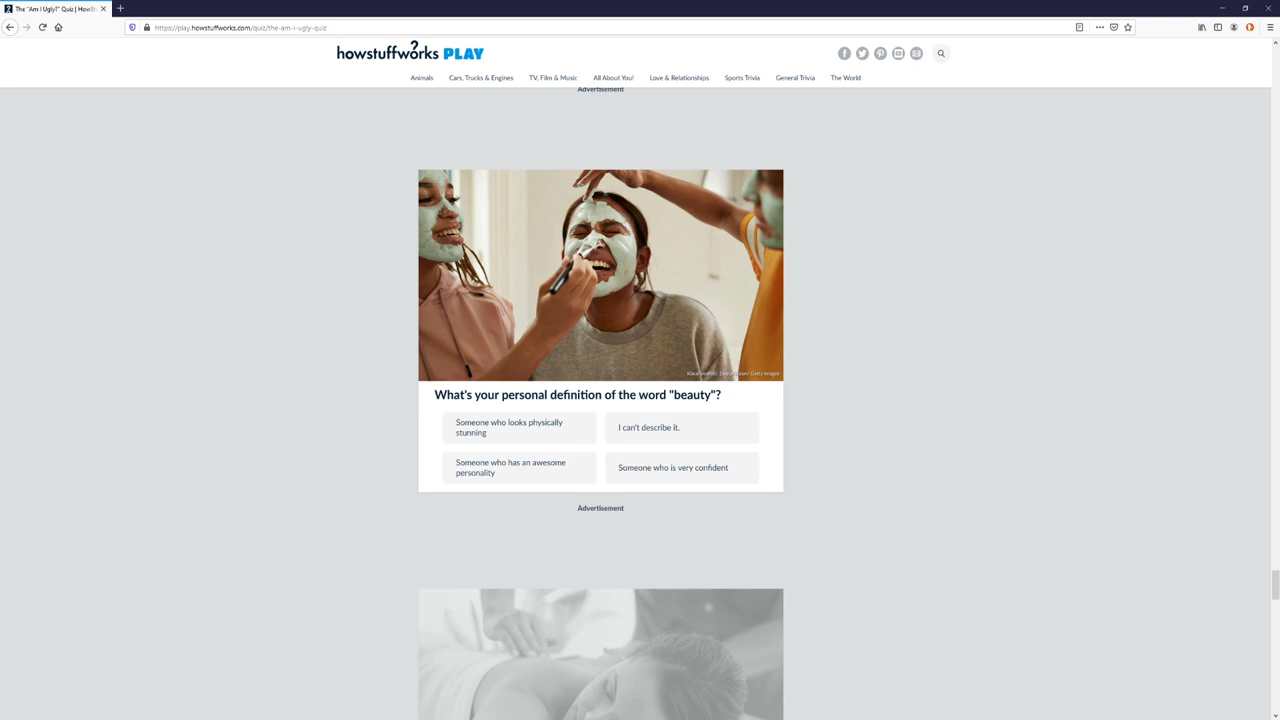 The "Am I Ugly?" Quiz | HowSt
https://play.howstuffworks.com/quiz/the-am-i-ugly-quiz
howstuffworks PLAY
Animals
Cars, Trucks & Engines
TV, Film & Music
All About You!
Love & Relationships
Sports Trivia
General Trivia
The World
Advertisement
Getty Images
What's your personal definition of the word "beauty"?
Someone who looks physically
stunning
I can't describe it.
Someone who has an awesome
personality
Someone who is very confident
Advertisement